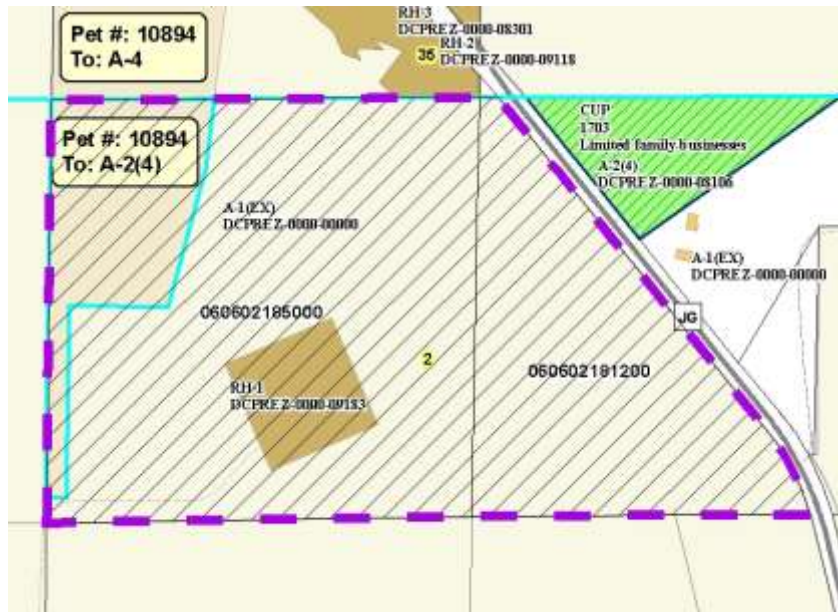 Pet #: 10894
To: A-4
RH-3
DCPREZ-0000-08301
RH-2
DCPREZ-0000-09118
35
Pet #: 10894
To: A-2(4)
CUP
1703
Limited family businesses
A-2(4)
DCPREZ-0000-08106
A-1(EX)
DCPREZ-0000-00000
A-1(EX)
DCPREZ-0000-00000
060602185000
JG
2
060602191200
RH-1
DCPREZ-0000-09183